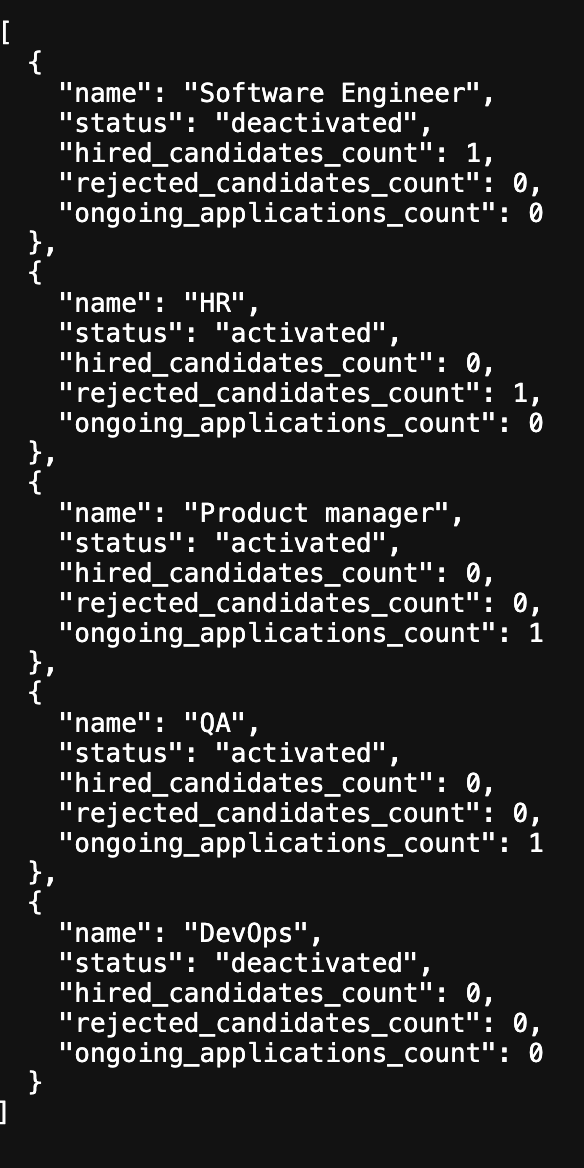 [
  {
    "name": "Software Engineer",
    "status": "deactivated",
    "hired_candidates_count": 1,
    "rejected_candidates_count": 0,
    "ongoing_applications_count": 0
  },
  {
    "name": "HR",
    "status": "activated",
    "hired_candidates_count": 0,
    "rejected_candidates_count": 1,
    "ongoing_applications_count": 0
  },
  {
    "name": "Product manager",
    "status": "activated",
    "hired_candidates_count": 0,
    "rejected_candidates_count": 0,
    "ongoing_applications_count": 1
  },
  {
    "name": "QA",
    "status": "activated",
    "hired_candidates_count": 0,
    "rejected_candidates_count": 0,
    "ongoing_applications_count": 1
  },
  {
    "name": "DevOps",
    "status": "deactivated",
    "hired_candidates_count": 0,
    "rejected_candidates_count": 0,
    "ongoing_applications_count": 0
  }
]